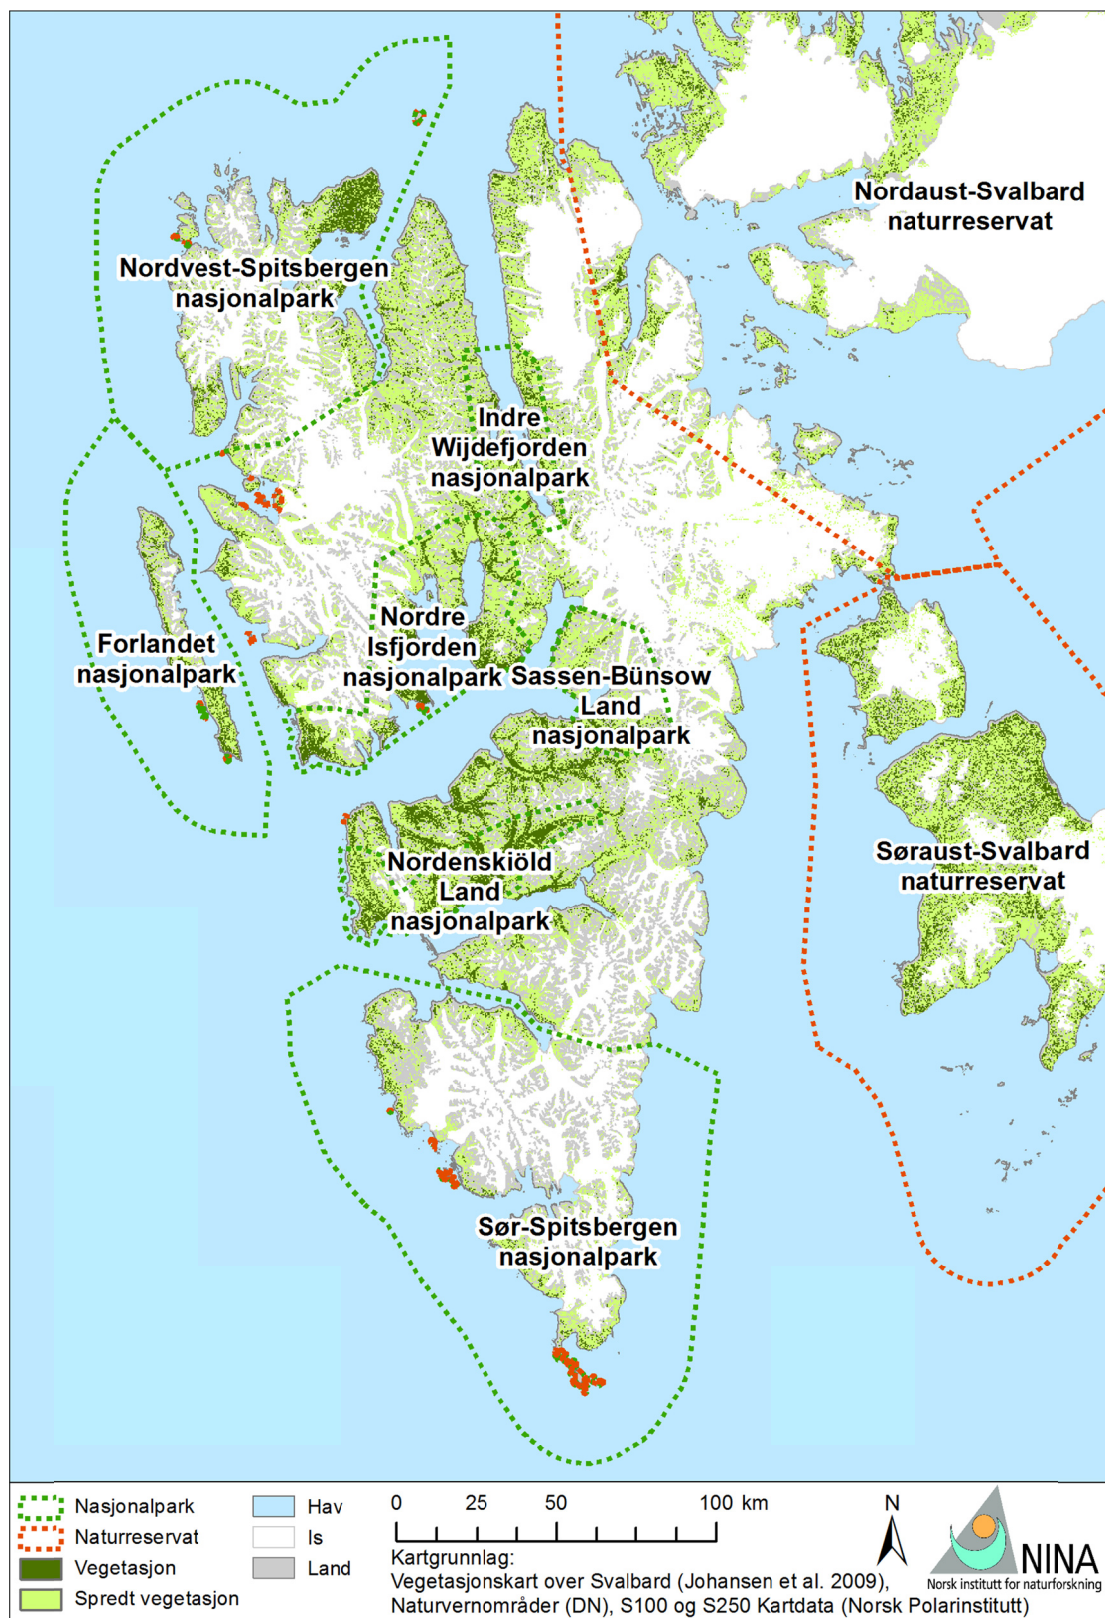 Nordaust-Svalbard
naturreservat
Nordvest-Spitsbergen
nasjonalpark
Indre
Wijdefjorden
nasjonalpark
Nordre
Isfjorden
nasjonalpark
Forlandet
nasjonalpark
Sassen-Bünsow
Land
nasjonalpark
Nordenskiöld
Land
nasjonalpark
Søraust-Svalbard
naturreservat
Sør-Spitsbergen
nasjonalpark
Nasjonalpark
Naturreservat
Vegetasjon
Spredt vegetasjon
Hav
Is
Land
0 25 50 100 km
Kartgrunnlag:
Vegetasjonskart over Svalbard (Johansen et al. 2009),
Naturvernområder (DN), S100 og S250 Kartdata (Norsk Polarinstitutt)
N
NINA
Norsk institutt for naturforskning